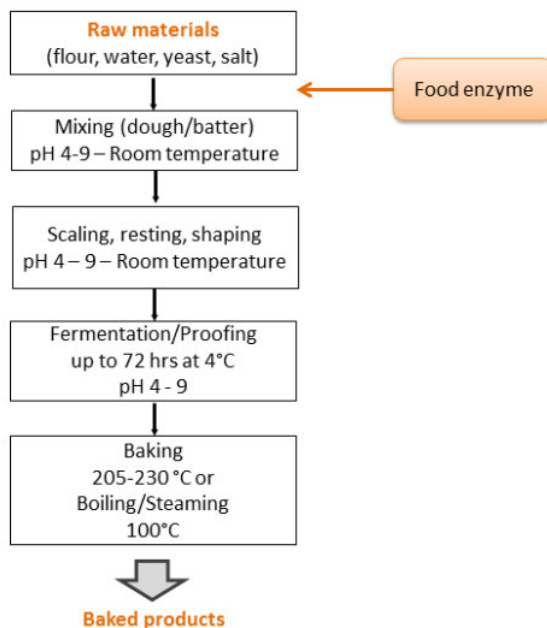 Raw materials
(flour, water, yeast, salt)
Food enzyme
Mixing (dough/batter)
pH 4-9 – Room temperature
Scaling, resting, shaping
pH 4 – 9 – Room temperature
Fermentation/Proofing
up to 72 hrs at 4°C
pH 4 - 9
Baking
205-230 °C or
Boiling/Steaming
100°C
Baked products